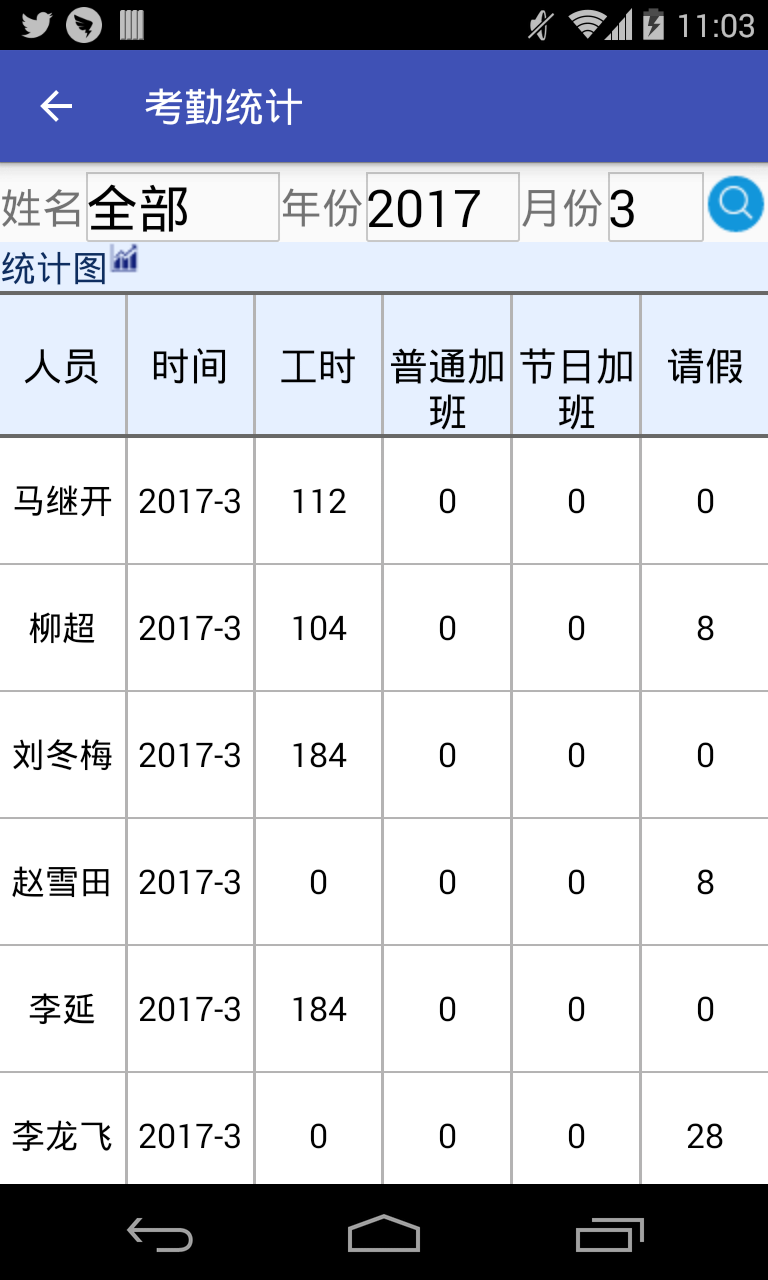 11:03
考勤统计
姓名 全部 年份 2017 月份 3
统计图
人员 时间 工时 普通加班 节日加班 请假
马继开 2017-3 112 0 0 0
柳超 2017-3 104 0 0 8
刘冬梅 2017-3 184 0 0 0
赵雪田 2017-3 0 0 0 8
李延 2017-3 184 0 0 0
李龙飞 2017-3 0 0 0 28